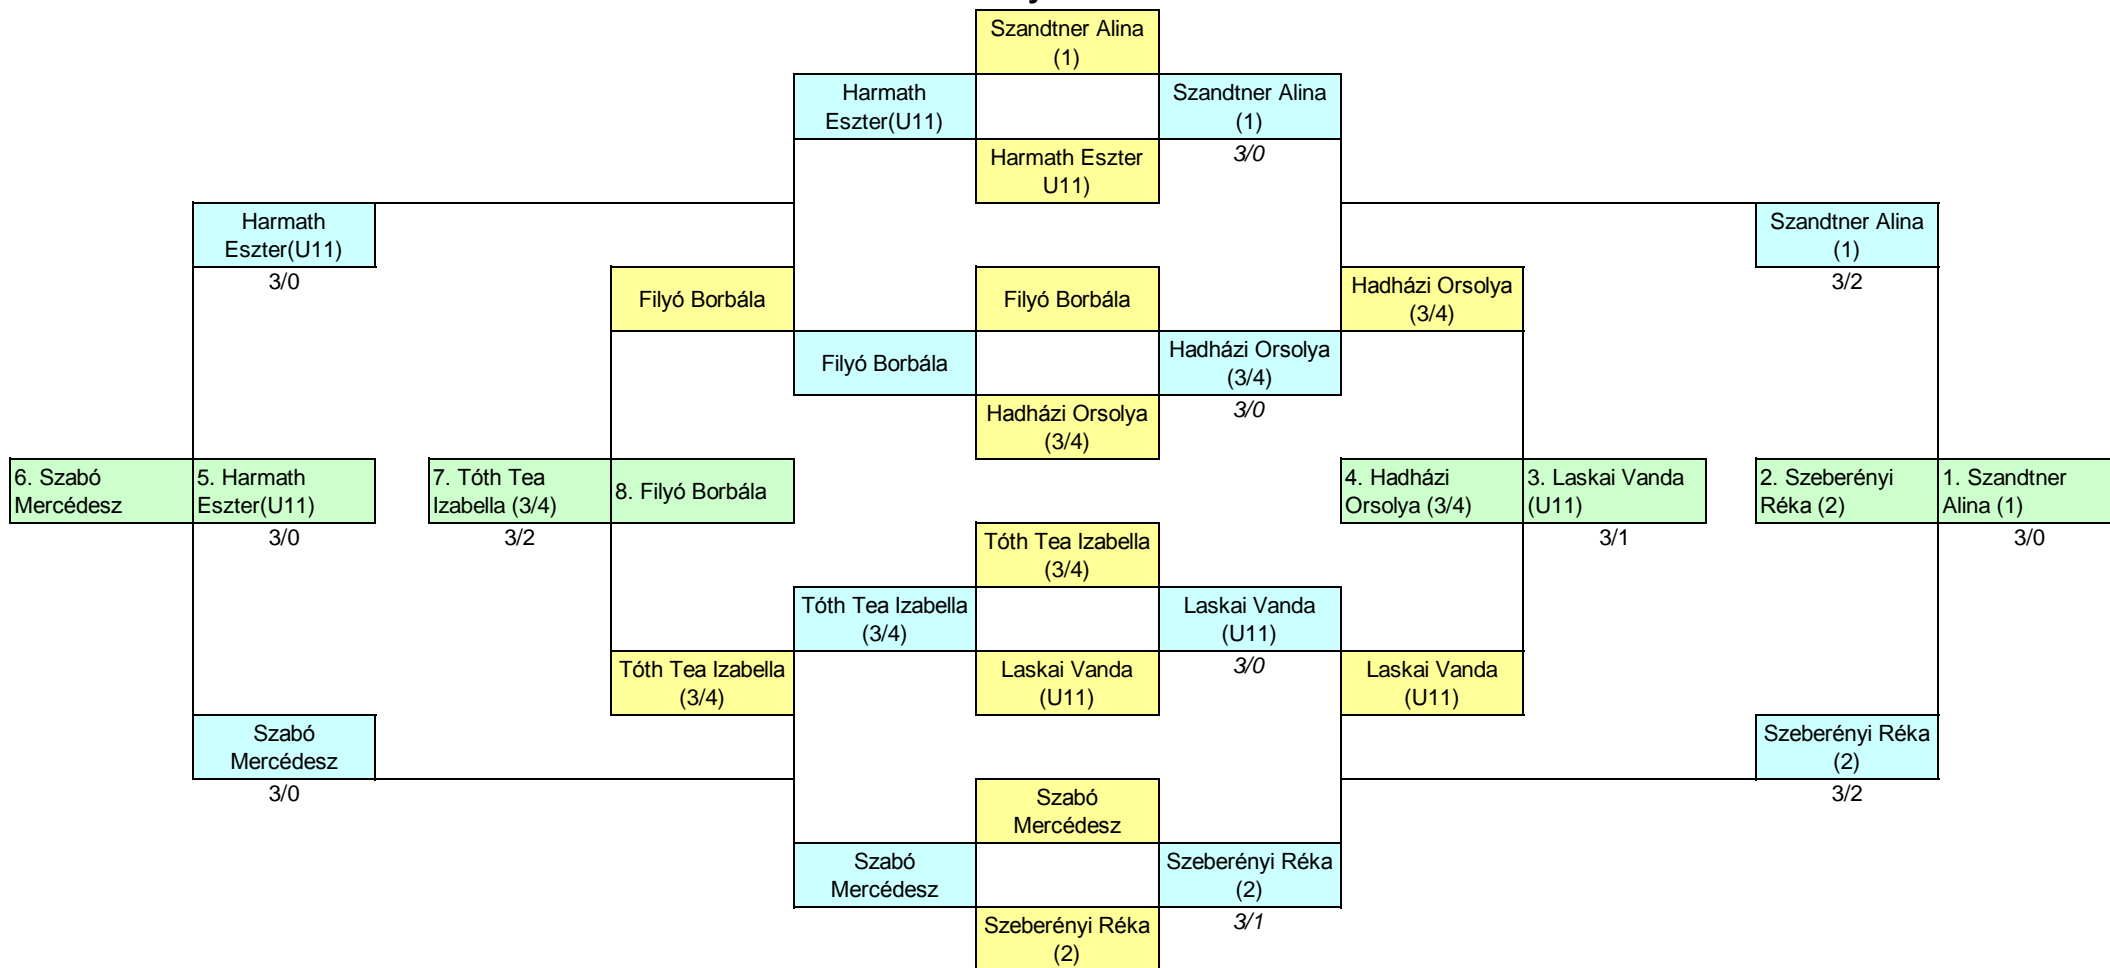 Szandtner Alina
(1)
Harmath
Eszter(U11)
Szandtner Alina
(1)
Harmath Eszter
U11)
3/0
Harmath
Eszter(U11)
3/0
Szandtner Alina
(1)
3/2
Filyó Borbála
Filyó Borbála
Hadházi Orsolya
(3/4)
Filyó Borbála
Hadházi Orsolya
(3/4)
Hadházi Orsolya
(3/4)
3/0
6. Szabó
Mercédesz
5. Harmath
Eszter(U11)
3/0
7. Tóth Tea
Izabella (3/4)
3/2
8. Filyó Borbála
4. Hadházi
Orsolya (3/4)
3. Laskai Vanda
(U11)
3/1
2. Szeberényi
Réka (2)
1. Szandtner
Alina (1)
3/0
Tóth Tea Izabella
(3/4)
Tóth Tea Izabella
(3/4)
Laskai Vanda
(U11)
Tóth Tea Izabella
(3/4)
Laskai Vanda
(U11)
3/0
Laskai Vanda
(U11)
Szabó
Mercédesz
3/0
Szeberényi Réka
(2)
3/2
Szabó
Mercédesz
Szabó
Mercédesz
Szeberényi Réka
(2)
Szeberényi Réka
(2)
3/1